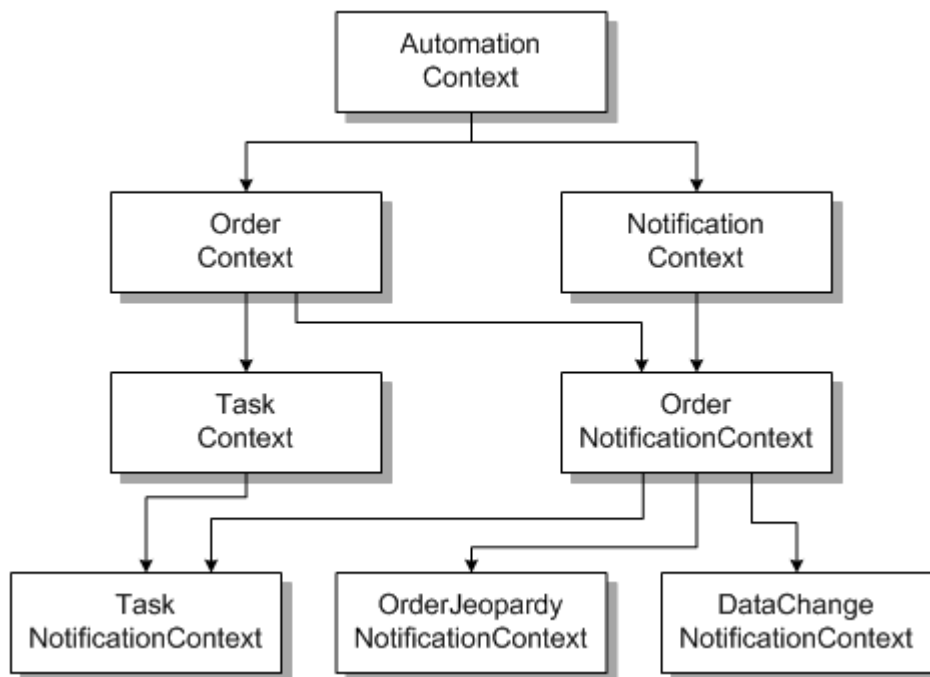 Automation
Context
Order
Context
Notification
Context
Task
Context
Order
NotificationContext
Task
NotificationContext
OrderJeopardy
NotificationContext
DataChange
NotificationContext